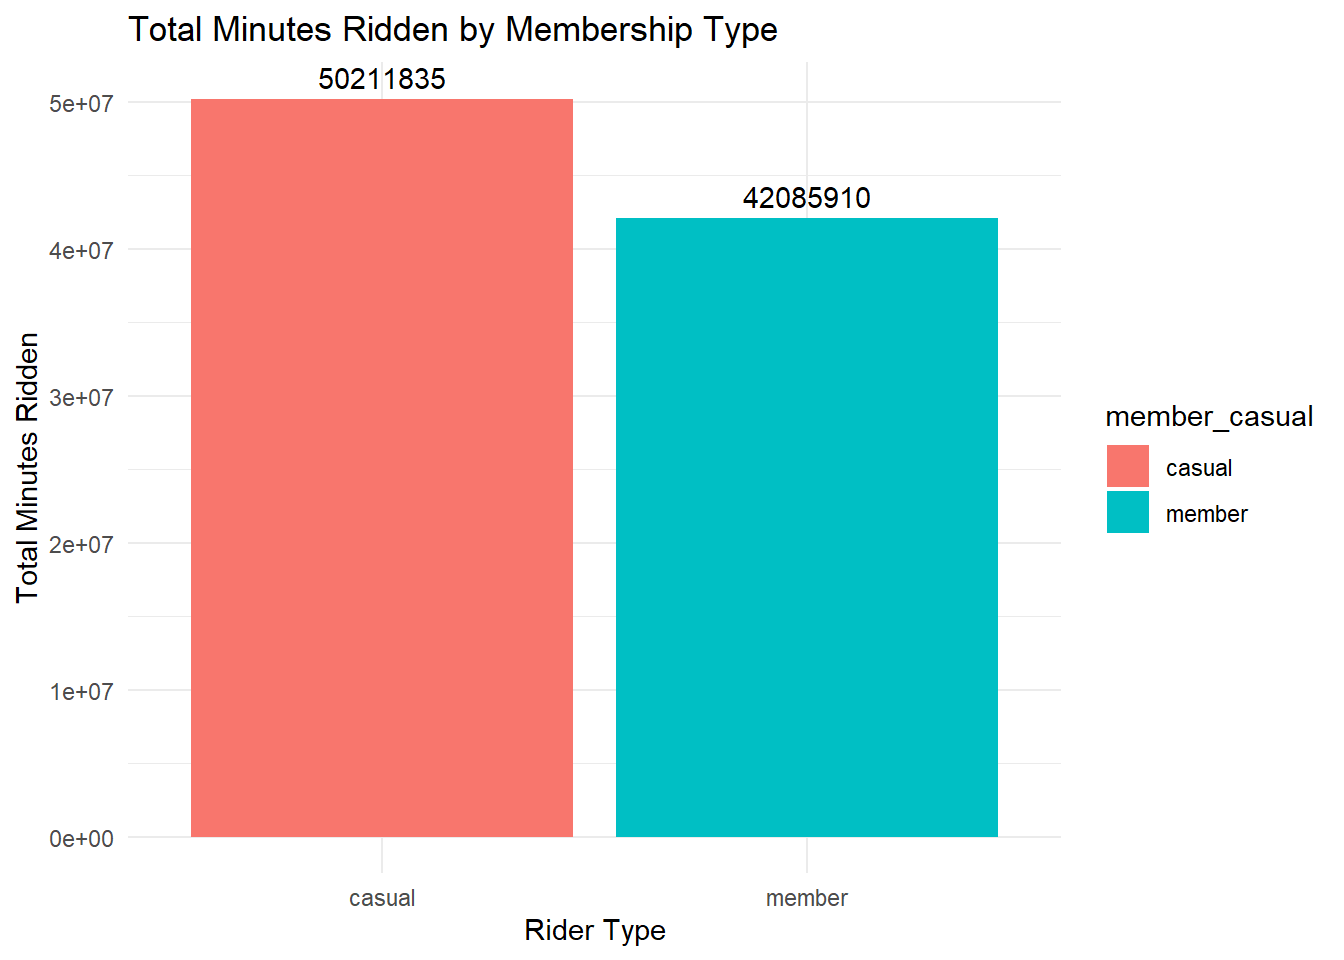 Total Minutes Ridden by Membership Type
50211835
42085910
5e+07
4e+07
3e+07
2e+07
1e+07
0e+00
Total Minutes Ridden
casual
member
Rider Type
member_casual
casual
member